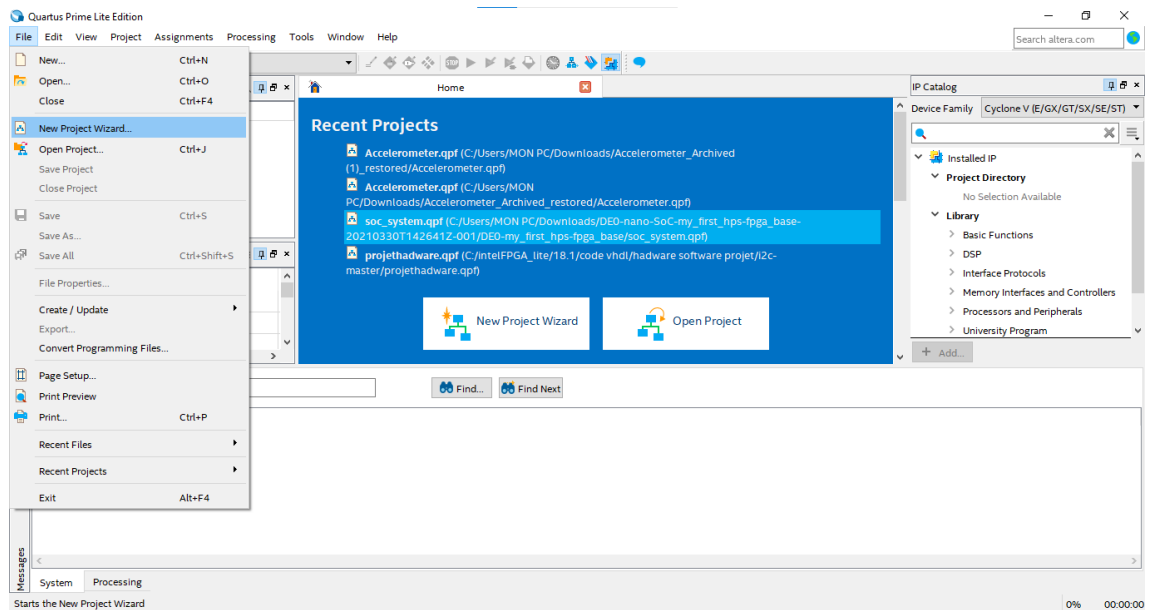 Quartus Prime Lite Edition
File Edit View Project Assignments Processing Tools Window Help
Search altera.com
New... Ctrl+N
Open... Ctrl+O
Close Ctrl+F4
New Project Wizard...
Open Project... Ctrl+J
Save Project
Close Project
Save Ctrl+S
Save As...
Save All Ctrl+Shift+S
File Properties...
Create / Update
Export...
Convert Programming Files...
Page Setup...
Print Preview
Print... Ctrl+P
Recent Files
Recent Projects
Exit Alt+F4
Home
Recent Projects
Accelerometer.qpf (C:/Users/MON PC/Downloads/Accelerometer_Archived
(1)_restored/Accelerometer.qpf)
Accelerometer.qpf (C:/Users/MON
PC/Downloads/Accelerometer_Archived_restored/Accelerometer.qpf)
soc_system.qpf (C:/Users/MON PC/Downloads/DE0-nano-SoC-my_first_hps-fpga_base-
20210330T142641Z-001/DE0-my_first_hps-fpga_base/soc_system.qpf)
projethadware.qpf (C:/intelFPGA_lite/18.1/code vhdl/hadware software projet/i2c-
master/projethadware.qpf)
New Project Wizard
Open Project
IP Catalog
Device Family Cyclone V (E/GX/GT/SX/SE/ST)
Installed IP
Project Directory
No Selection Available
Library
Basic Functions
DSP
Interface Protocols
Memory Interfaces and Controllers
Processors and Peripherals
University Program
+ Add...
Find... Find Next
Messages
System Processing
Starts the New Project Wizard
0% 00:00:00